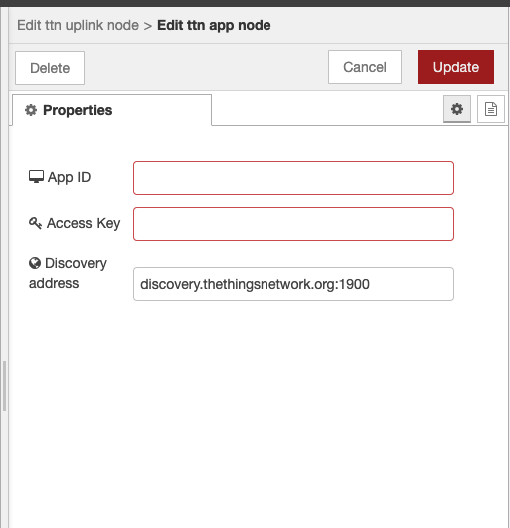 Edit ttn uplink node > Edit ttn app node
Delete
Cancel
Update
Properties
App ID
Access Key
Discovery
address
discovery.thethingsnetwork.org:1900